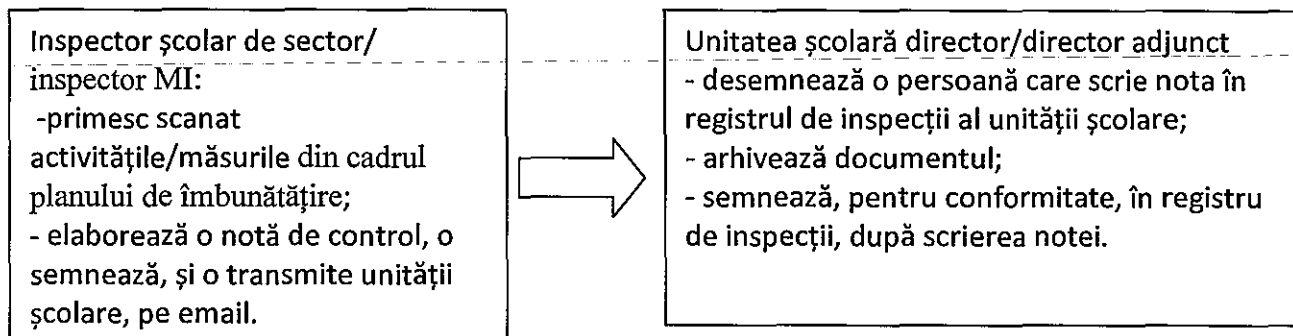 Inspector școlar de sector/
inspector MI:
-primesc scanat
activitățile/măsurile din cadrul
planului de îmbunătățire;
- elaborează o notă de control, o
semnează, și o transmite unității
școlare, pe email.
Unitatea școlară director/director adjunct
- desemnează o persoană care scrie nota în
registrul de inspecții al unității școlare;
- arhivează documentul;
- semnează, pentru conformitate, în registru
de inspecții, după scrierea notei.